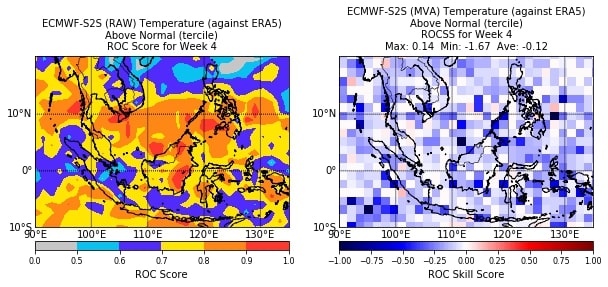 ECMWF-S2S (RAW) Temperature (against ERA5)
Above Normal (tercile)
ROC Score for Week 4
10°N
0°
10°S
90°E 100°E 110°E 120°E 130°E
0.0 0.5 0.6 0.7 0.8 0.9 1.0
ROC Score
ECMWF-S2S (MVA) Temperature (against ERA5)
Above Normal (tercile)
ROCSS for Week 4
Max: 0.14 Min: -1.67 Ave: -0.12
10°N
0°
10°S
90°E 100°E 110°E 120°E 130°E
−1.00 −0.75 −0.50 −0.25 0.00 0.25 0.50 0.75 1.00
ROC Skill Score